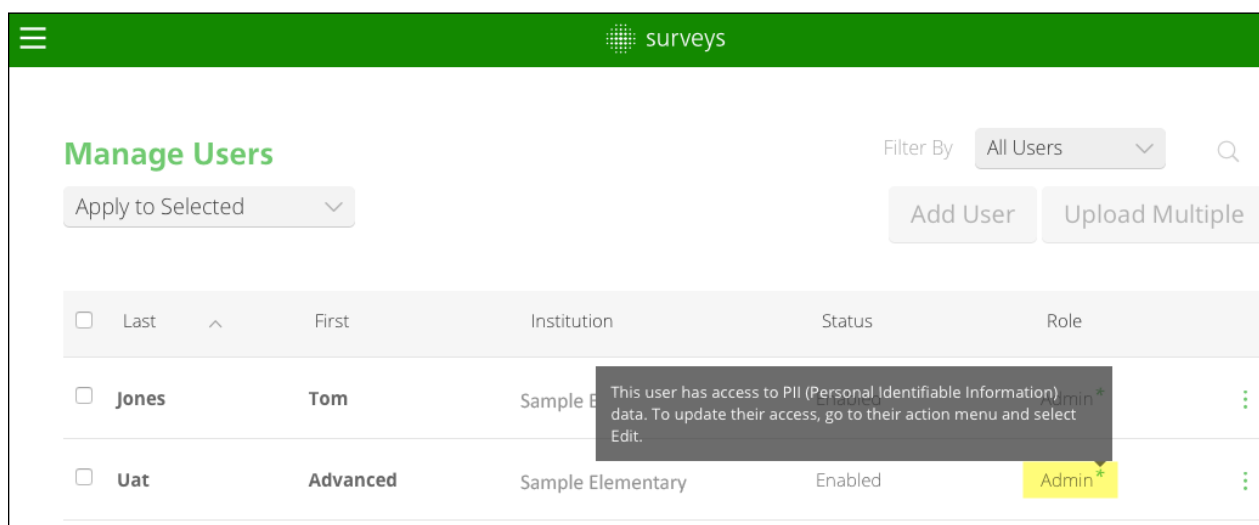 surveys
Manage Users
Filter By All Users
Apply to Selected
Add User Upload Multiple
Last First Institution Status Role
Jones Tom Sample E Enabled Admin*
This user has access to PII (Personal Identifiable Information)
data. To update their access, go to their action menu and select
Edit.
Uat Advanced Sample Elementary Enabled Admin*